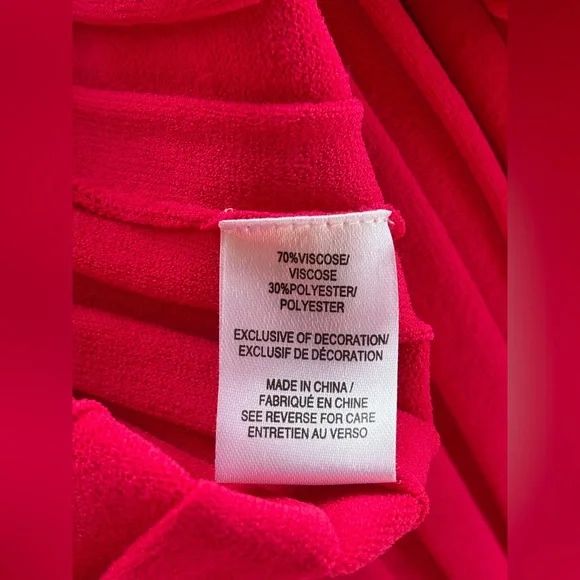 70%VISCOSE/
VISCOSE
30%POLYESTER/
POLYESTER
EXCLUSIVE OF DECORATION/
EXCLUSIF DE DÉCORATION
MADE IN CHINA /
FABRIQUÉ EN CHINE
SEE REVERSE FOR CARE
ENTRETIEN AU VERSO